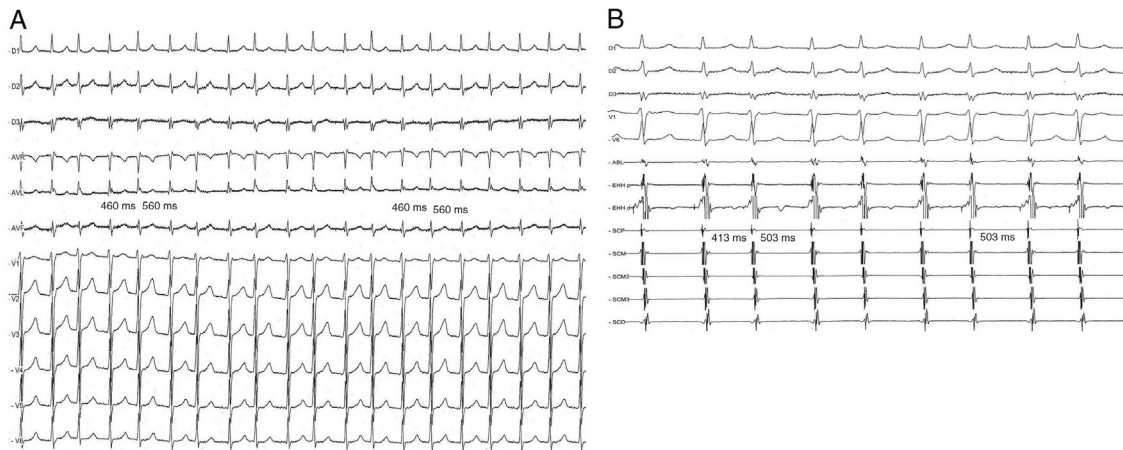 A
D1
D2
D3
AVR
AVL
460 ms 560 ms 460 ms 560 ms
AVF
V1
V2
V3
V4
V5
V6
B
D1
D2
D3
V1
V6
ABL
EHH p
EHH d
SCP
413 ms 503 ms 503 ms
SCM
SCM2
SCM3
SCD